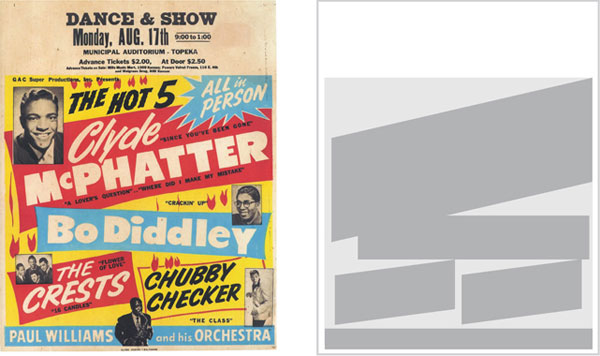 DANCE & SHOW
Monday, AUG. 17th 9:00 to 1:00
MUNICIPAL AUDITORIUM - TOPEKA
Advance Tickets $2.00, At Door $2.50
GAC Super Productions, Inc. Presents
THE HOT 5
ALL in PERSON
Clyde
"SINCE YOU'VE BEEN GONE"
McPHATTER
"A LOVER'S QUESTION"..."WHERE DID I MAKE MY MISTAKE"
"CRACKIN' UP"
Bo Diddley
THE "FLOWER OF LOVE"
CRESTS
"16 CANDLES"
CHUBBY
CHECKER
"THE CLASS"
PAUL WILLIAMS and his ORCHESTRA